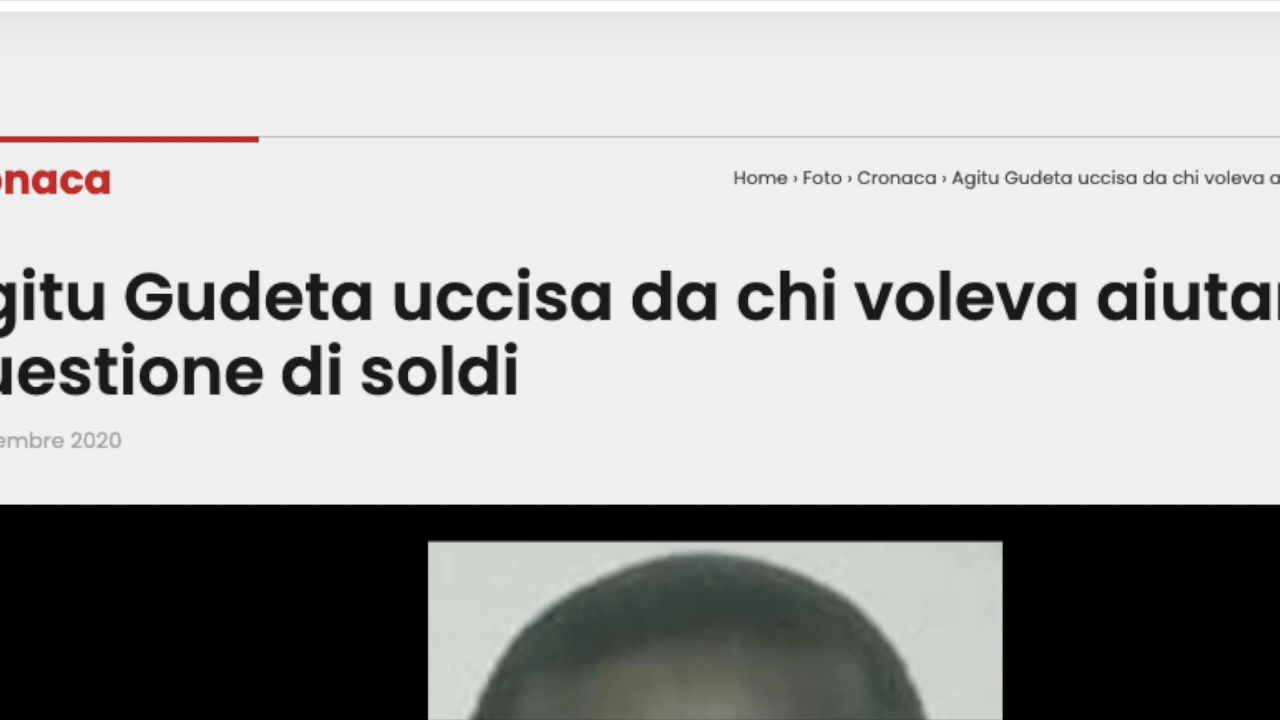 onaca
Home › Foto › Cronaca › Agitu Gudeta uccisa da chi voleva a
gitu Gudeta uccisa da chi voleva aiutar
uestione di soldi
embre 2020